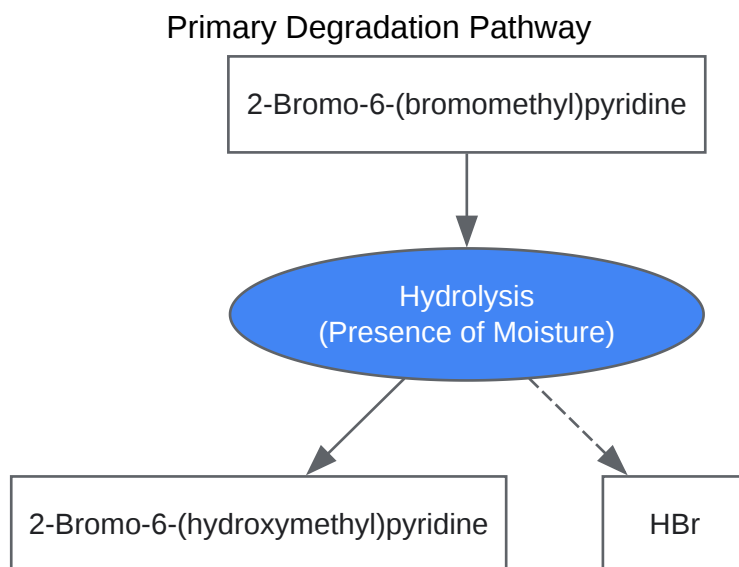 Primary Degradation Pathway
2-Bromo-6-(bromomethyl)pyridine
Hydrolysis
(Presence of Moisture)
2-Bromo-6-(hydroxymethyl)pyridine
HBr